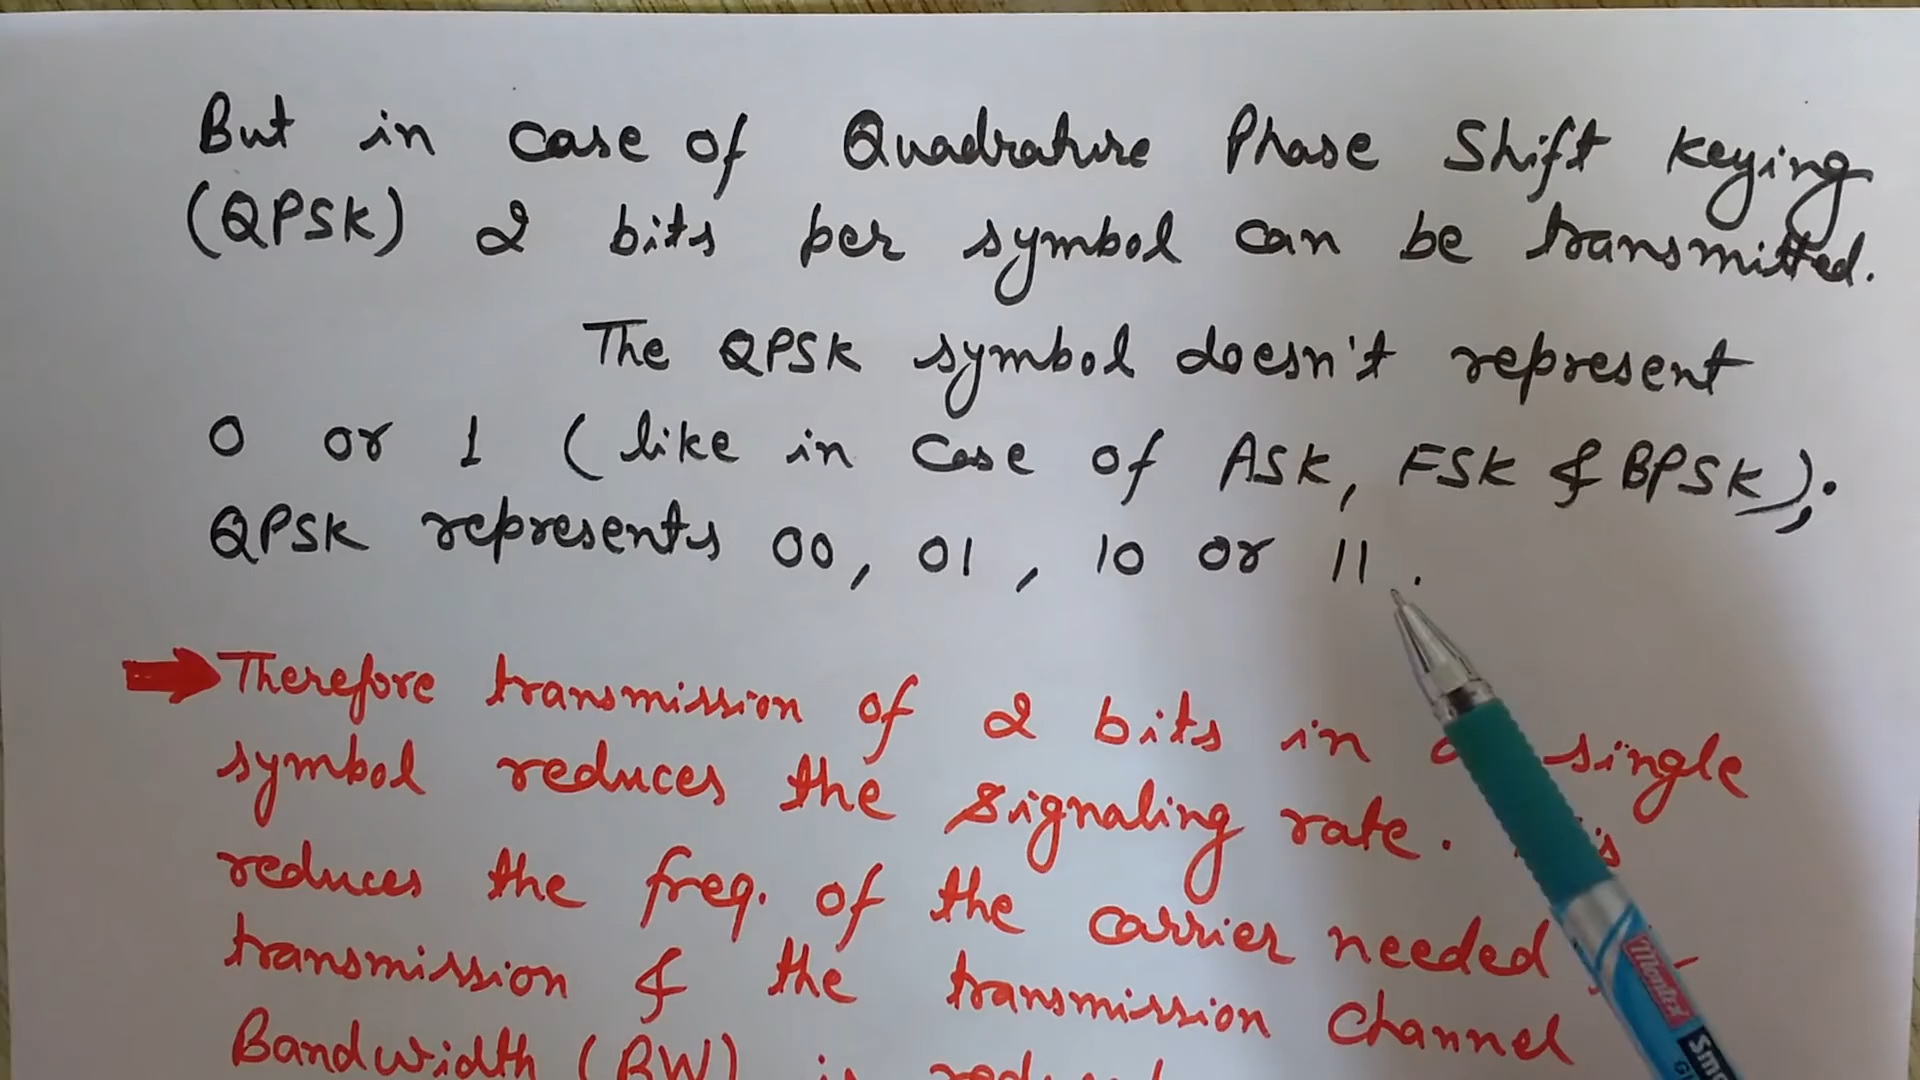 But in case of Quadrature Phase Shift Keying
(QPSK) 2 bits per symbol can be transmitted.
The QPSK symbol doesn't represent
0 or 1 (like in case of ASK, FSK & BPSK);
QPSK represents 00, 01, 10 or 11.
Therefore transmission of 2 bits in a single
symbol reduces the signaling rate.
reduces the freq. of the carrier needed
transmission & the transmission channel
Bandwidth (BW) is
Montex